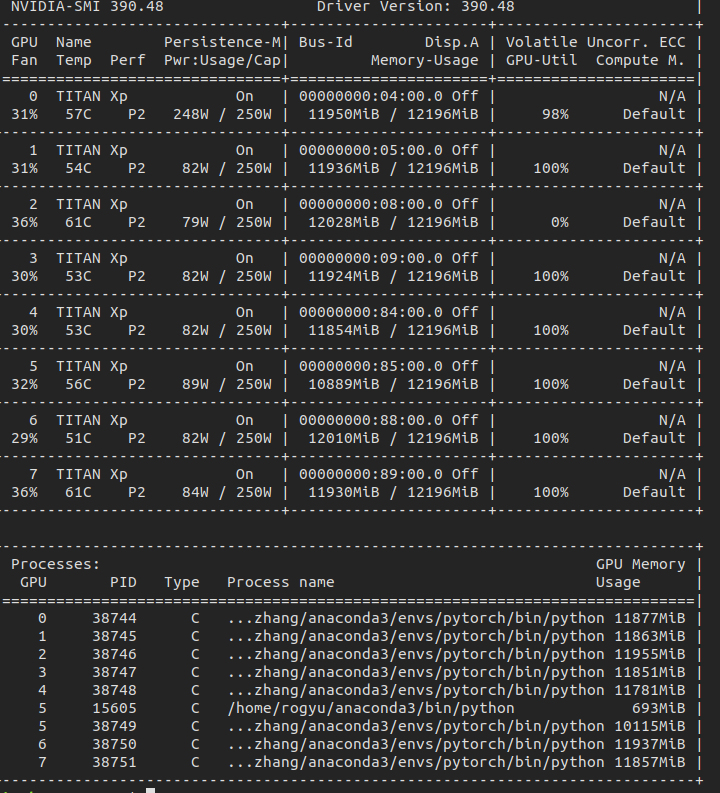 NVIDIA-SMI 390.48                 Driver Version: 390.48                    |
-------------------------------+----------------------+----------------------+
 GPU  Name        Persistence-M| Bus-Id        Disp.A | Volatile Uncorr. ECC
 Fan  Temp  Perf  Pwr:Usage/Cap|         Memory-Usage | GPU-Util  Compute M. |
===============================+======================+======================|
   0  TITAN Xp            On   | 00000000:04:00.0 Off |                  N/A |
31%   57C    P2   248W / 250W | 11950MiB / 12196MiB |     98%      Default |
-------------------------------+----------------------+----------------------+
   1  TITAN Xp            On   | 00000000:05:00.0 Off |                  N/A |
31%   54C    P2    82W / 250W | 11936MiB / 12196MiB |    100%      Default |
-------------------------------+----------------------+----------------------+
   2  TITAN Xp            On   | 00000000:08:00.0 Off |                  N/A |
36%   61C    P2    79W / 250W | 12028MiB / 12196MiB |      0%      Default |
-------------------------------+----------------------+----------------------+
   3  TITAN Xp            On   | 00000000:09:00.0 Off |                  N/A |
30%   53C    P2    82W / 250W | 11924MiB / 12196MiB |    100%      Default |
-------------------------------+----------------------+----------------------+
   4  TITAN Xp            On   | 00000000:84:00.0 Off |                  N/A |
30%   53C    P2    82W / 250W | 11854MiB / 12196MiB |    100%      Default |
-------------------------------+----------------------+----------------------+
   5  TITAN Xp            On   | 00000000:85:00.0 Off |                  N/A |
32%   56C    P2    89W / 250W | 10889MiB / 12196MiB |    100%      Default |
-------------------------------+----------------------+----------------------+
   6  TITAN Xp            On   | 00000000:88:00.0 Off |                  N/A |
29%   51C    P2    82W / 250W | 12010MiB / 12196MiB |    100%      Default |
-------------------------------+----------------------+----------------------+
   7  TITAN Xp            On   | 00000000:89:00.0 Off |                  N/A |
36%   61C    P2    84W / 250W | 11930MiB / 12196MiB |    100%      Default |
-------------------------------+----------------------+----------------------+
-----------------------------------------------------------------------------+
 Processes:                                                       GPU Memory |
  GPU       PID   Type   Process name                             Usage      |
=============================================================================|
    0     38744      C   ...zhang/anaconda3/envs/pytorch/bin/python 11877MiB |
    1     38745      C   ...zhang/anaconda3/envs/pytorch/bin/python 11863MiB |
    2     38746      C   ...zhang/anaconda3/envs/pytorch/bin/python 11955MiB |
    3     38747      C   ...zhang/anaconda3/envs/pytorch/bin/python 11851MiB |
    4     38748      C   ...zhang/anaconda3/envs/pytorch/bin/python 11781MiB |
    5     15605      C   /home/rogyu/anaconda3/bin/python             693MiB |
    5     38749      C   ...zhang/anaconda3/envs/pytorch/bin/python 10115MiB |
    6     38750      C   ...zhang/anaconda3/envs/pytorch/bin/python 11937MiB |
    7     38751      C   ...zhang/anaconda3/envs/pytorch/bin/python 11857MiB |
-----------------------------------------------------------------------------+